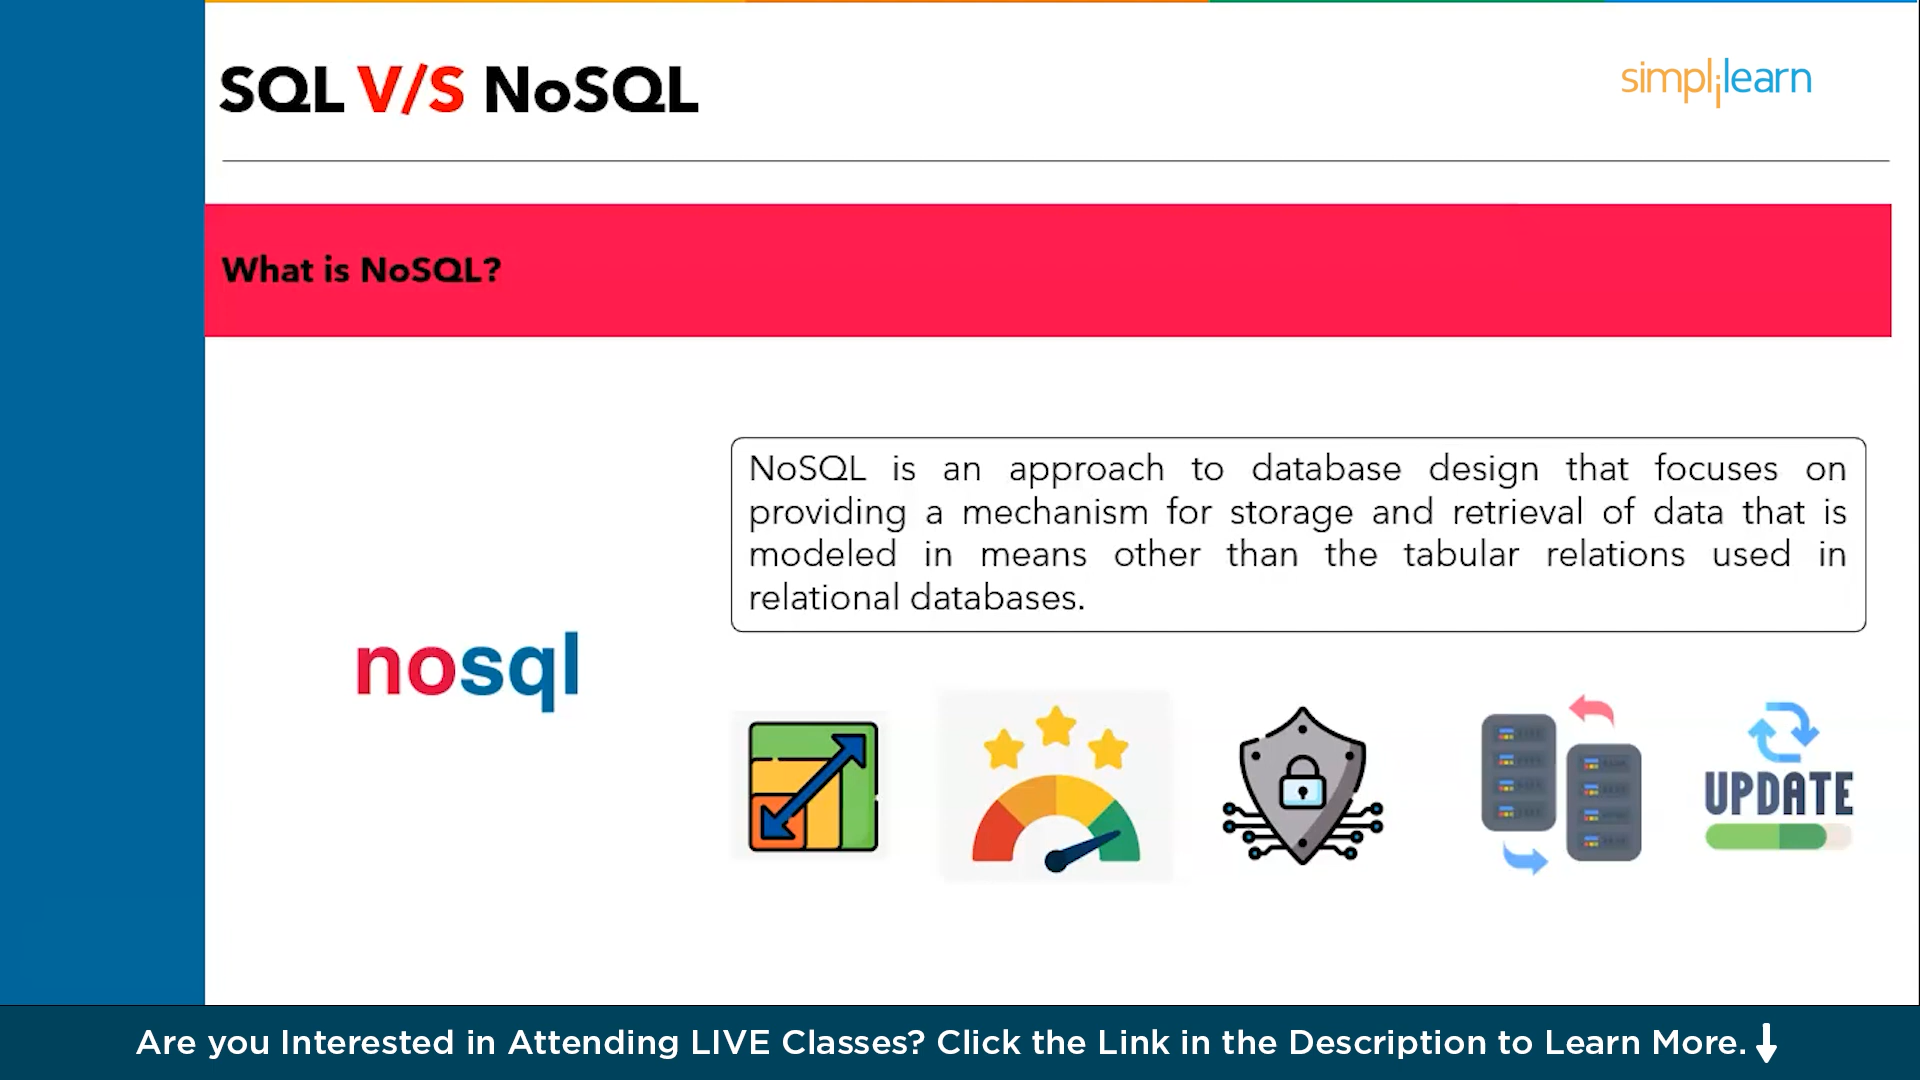 SQL V/S NoSQL
simplilearn
What is NoSQL?
NoSQL is an approach to database design that focuses on
providing a mechanism for storage and retrieval of data that is
modeled in means other than the tabular relations used in
relational databases.
nosql
UPDATE
Are you Interested in Attending LIVE Classes? Click the Link in the Description to Learn More.